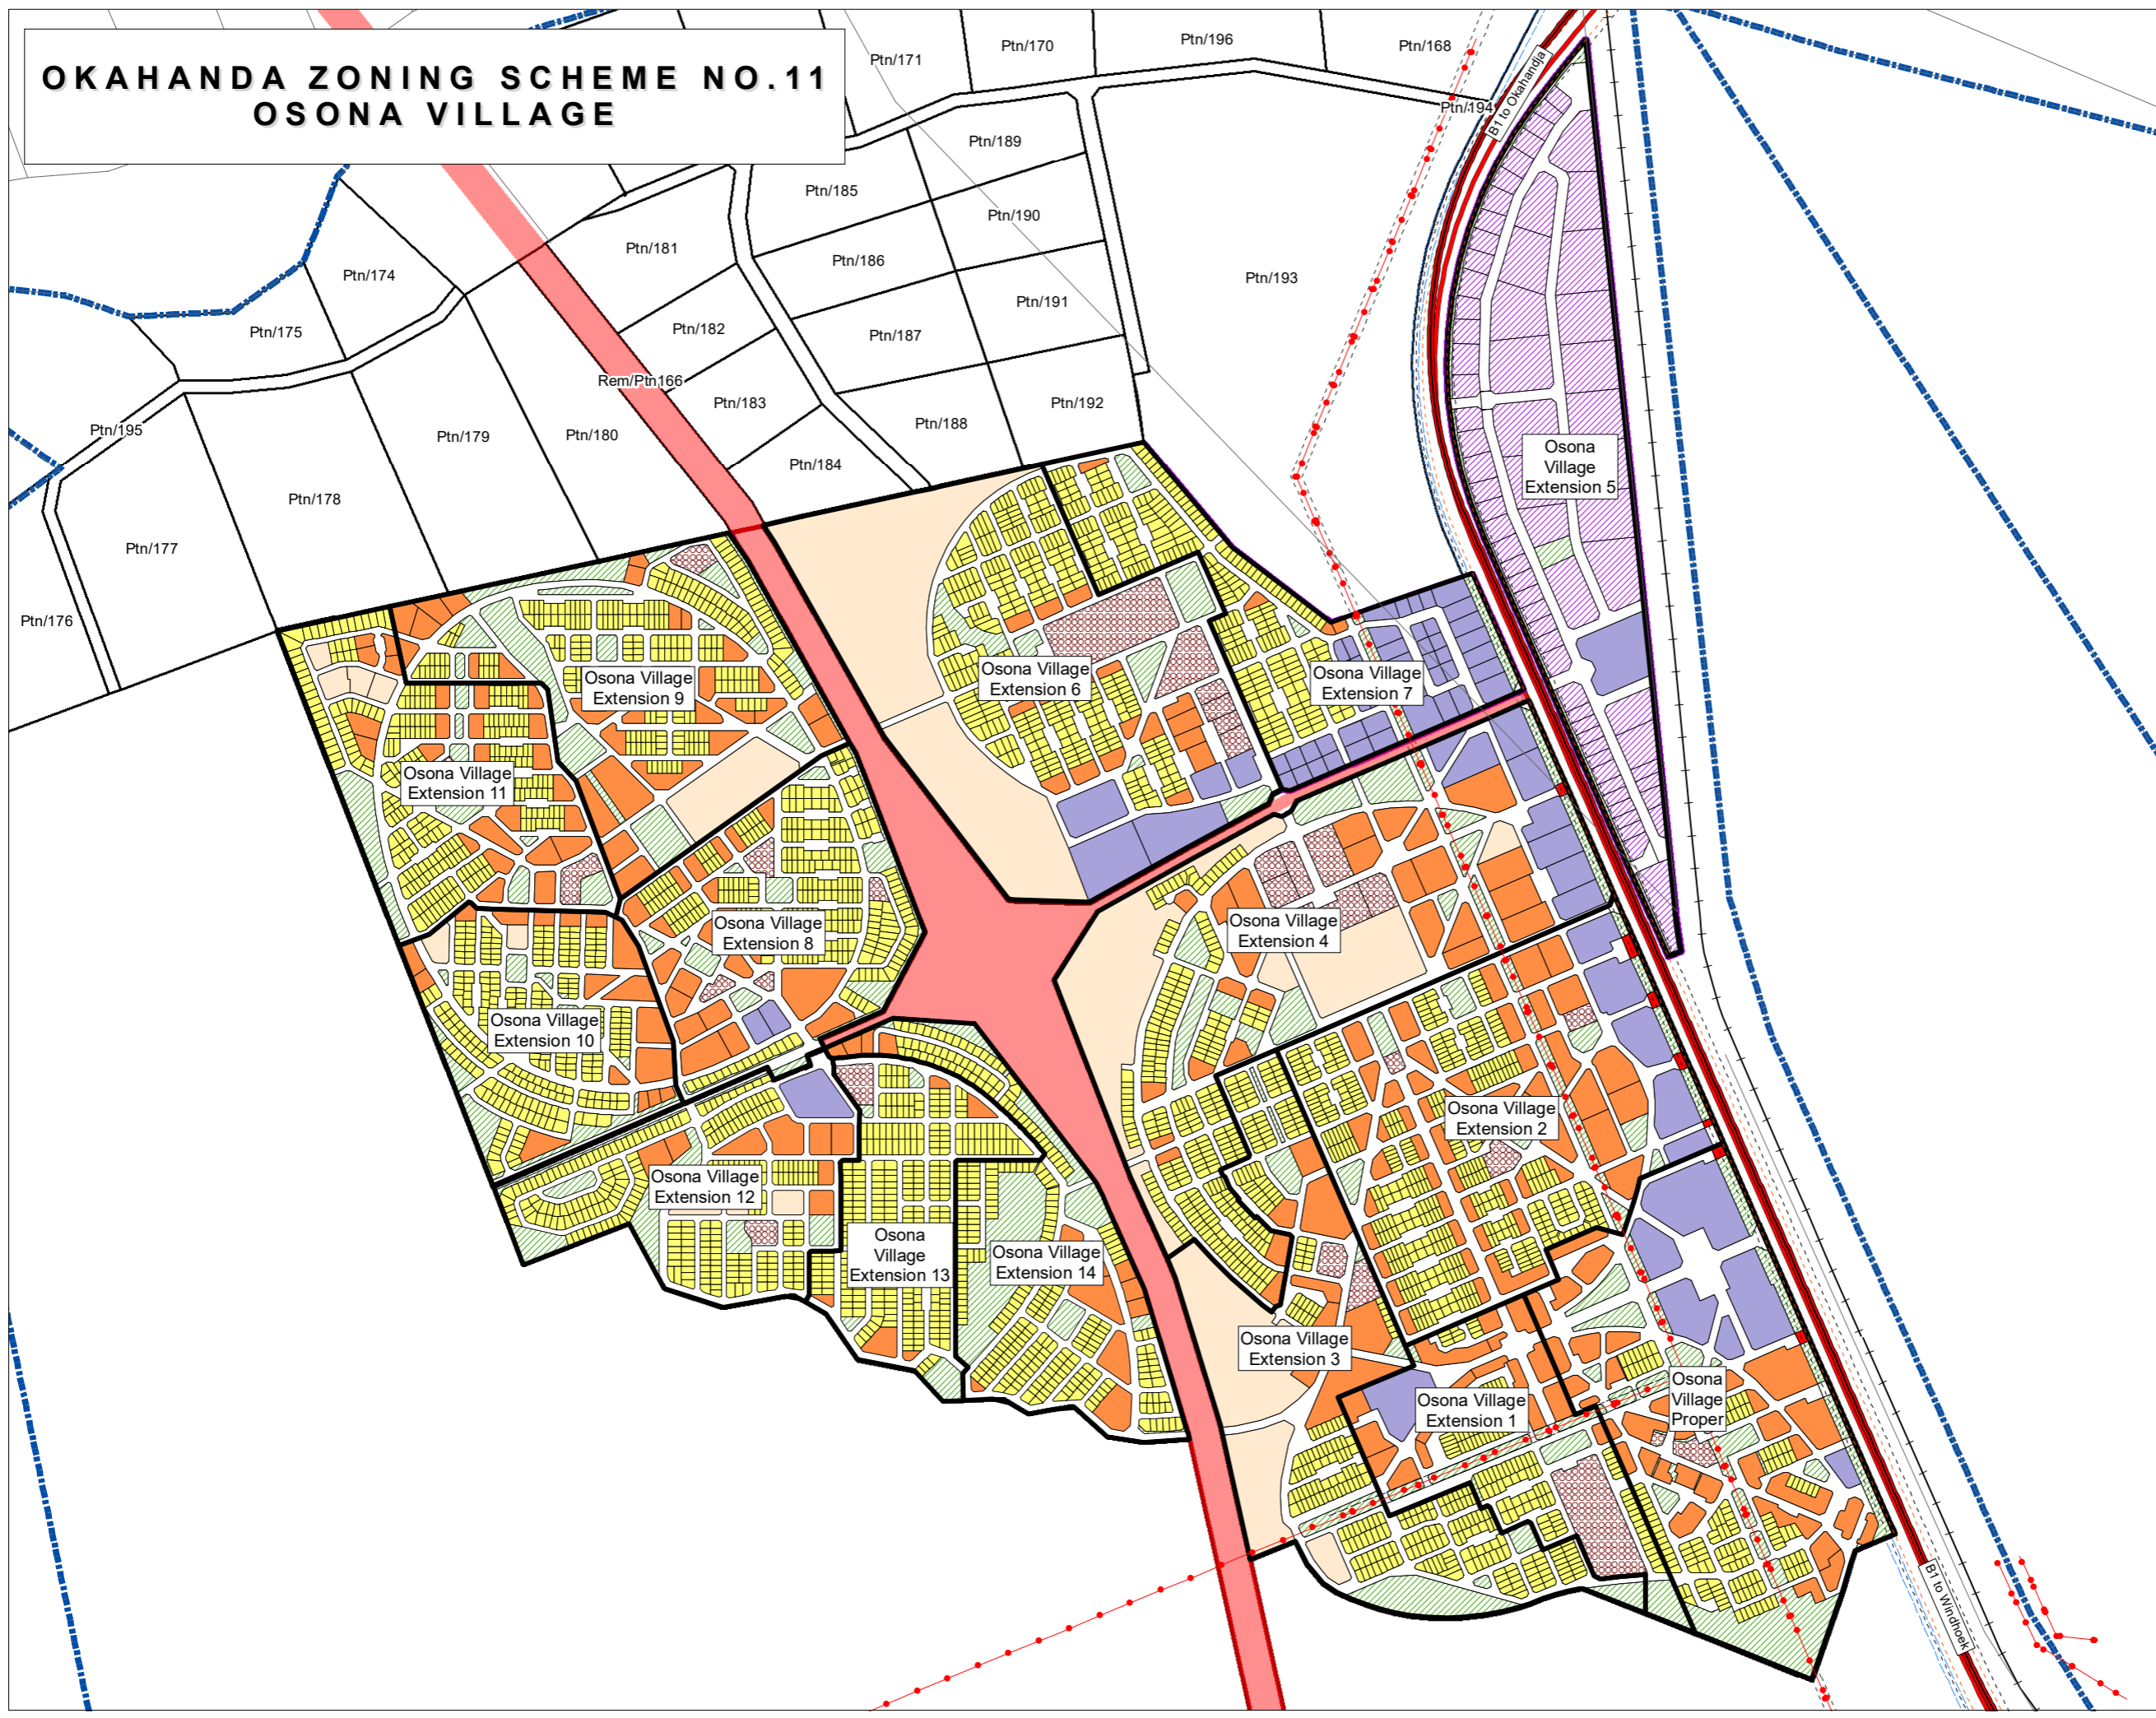 OKAHANDA ZONING SCHEME NO.11
OSONA VILLAGE
Ptn/171
Ptn/170
Ptn/196
Ptn/168
Ptn/194
B1 to Okahandja
Ptn/189
Ptn/185
Ptn/190
Ptn/181
Ptn/186
Ptn/174
Ptn/193
Ptn/191
Ptn/175
Ptn/182
Ptn/187
Rem/Ptn166
Ptn/183
Ptn/192
Ptn/195
Ptn/179
Ptn/180
Ptn/188
Ptn/184
Ptn/178
Ptn/177
Ptn/176
Osona
Village
Extension 5
Osona Village
Extension 6
Osona Village
Extension 7
Osona Village
Extension 9
Osona Village
Extension 11
Osona Village
Extension 8
Osona Village
Extension 4
Osona Village
Extension 10
Osona Village
Extension 2
Osona Village
Extension 12
Osona
Village
Extension 13
Osona Village
Extension 14
Osona Village
Extension 3
Osona Village
Extension 1
Osona
Village
Proper
B1 to Windhoek